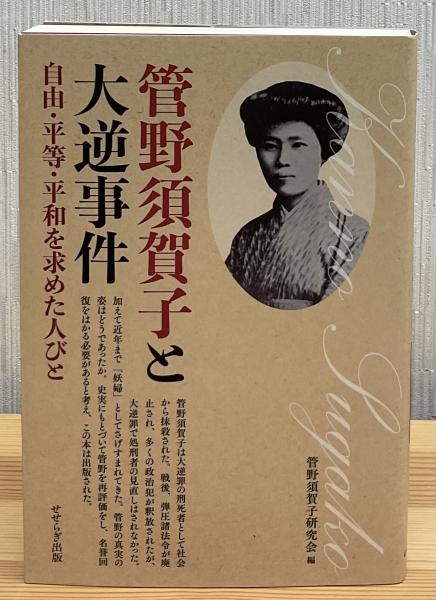 管野須賀子と
大逆事件
自由・平等・平和を求めた人びと
Kanno Sugako
管野須賀子は大逆罪の刑死者として社会
から抹殺された。戦後、弾圧諸法令が廃
止され、多くの政治犯が釈放されたが、
大逆罪で処刑者の見直しはされなかった。
加えて近年まで「妖婦」としてさげすまれてきた。管野の真実の
姿はどうであったか。史実にもとづいて管野を再評価をし、名誉回
復をはかる必要があると考え、この本は出版された。
管野須賀子研究会 編
せせらぎ出版